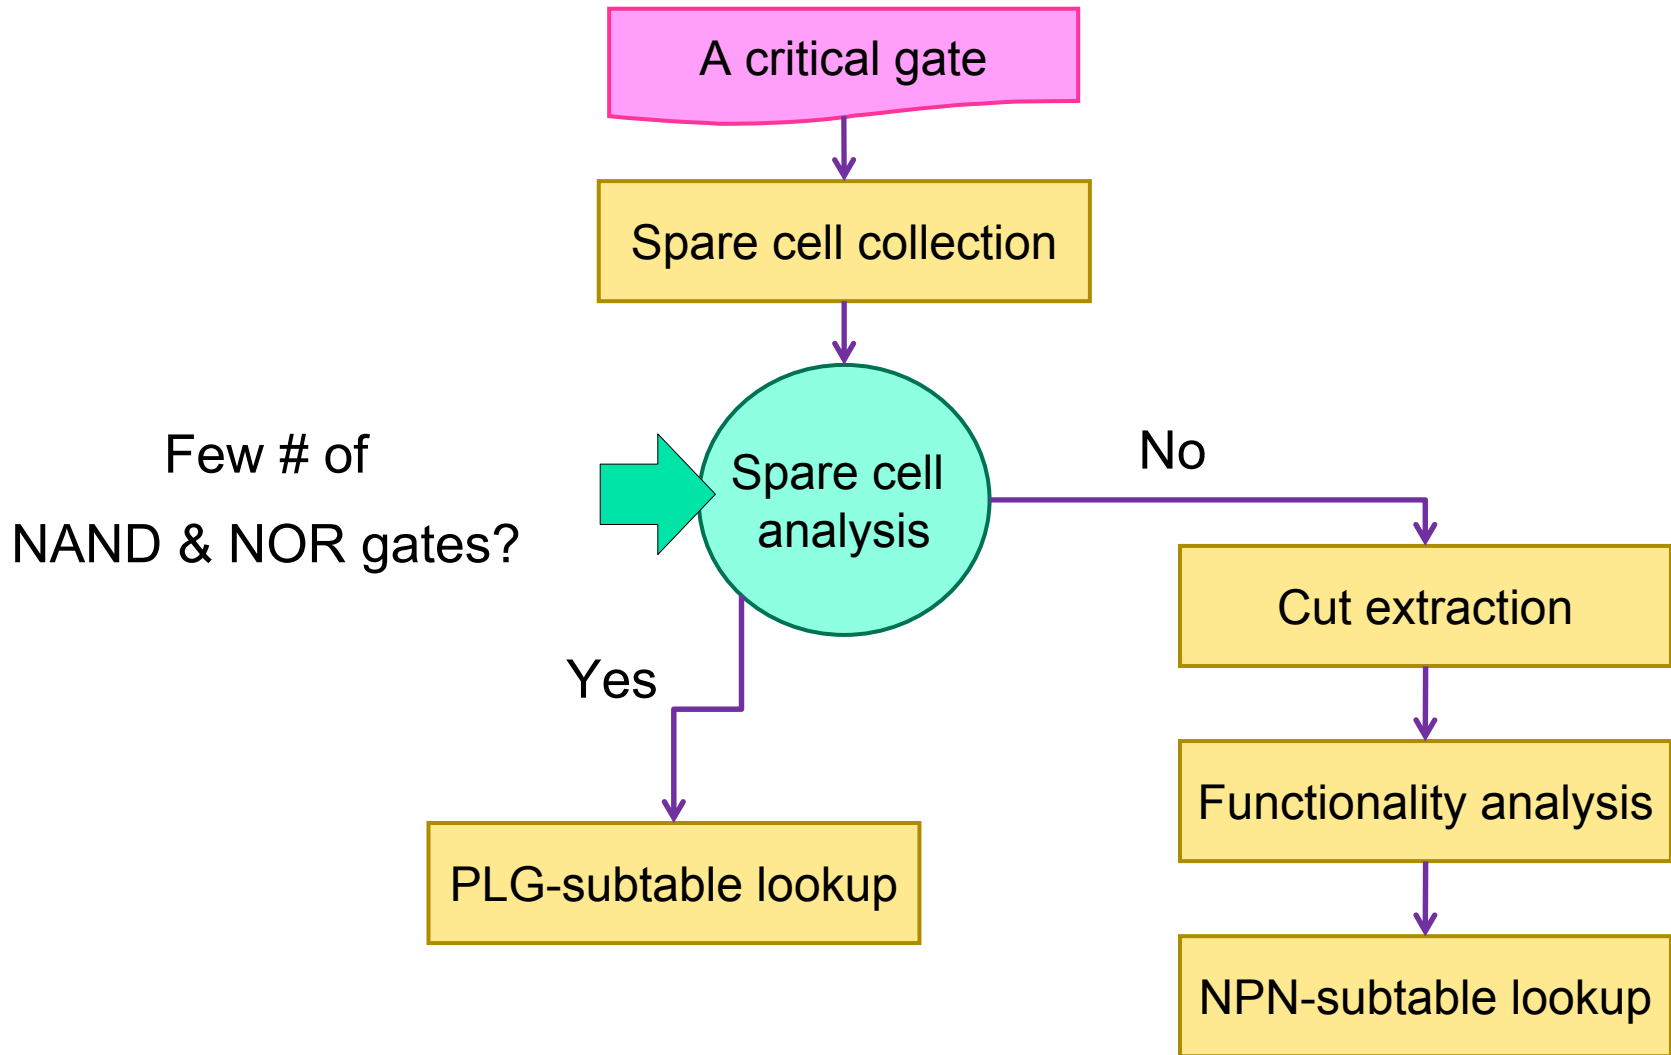 A critical gate
Spare cell collection
Few # of
NAND & NOR gates?
Spare cell
analysis
No
Yes
Cut extraction
Functionality analysis
PLG-subtable lookup
NPN-subtable lookup